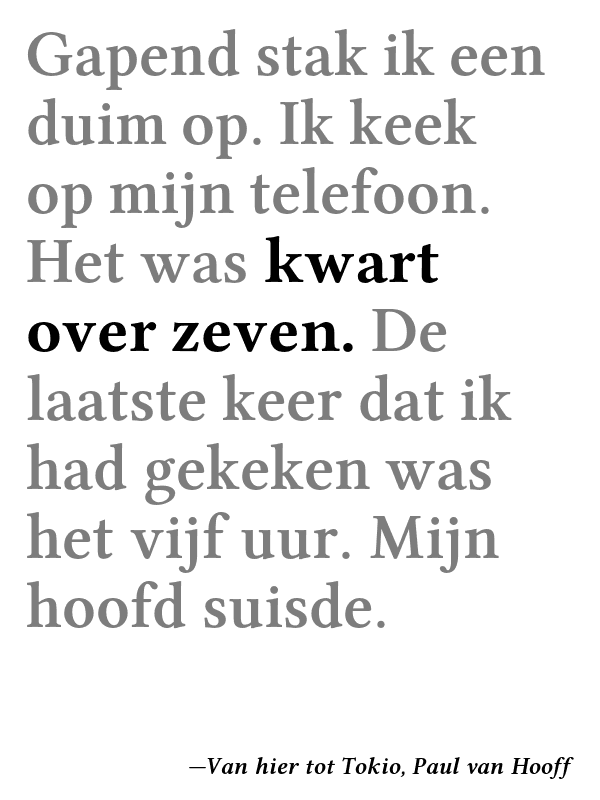 Gapend stak ik een
duim op. Ik keek
op mijn telefoon.
Het was kwart
over zeven. De
laatste keer dat ik
had gekeken was
het vijf uur. Mijn
hoofd suisde.
—Van hier tot Tokio, Paul van Hooff